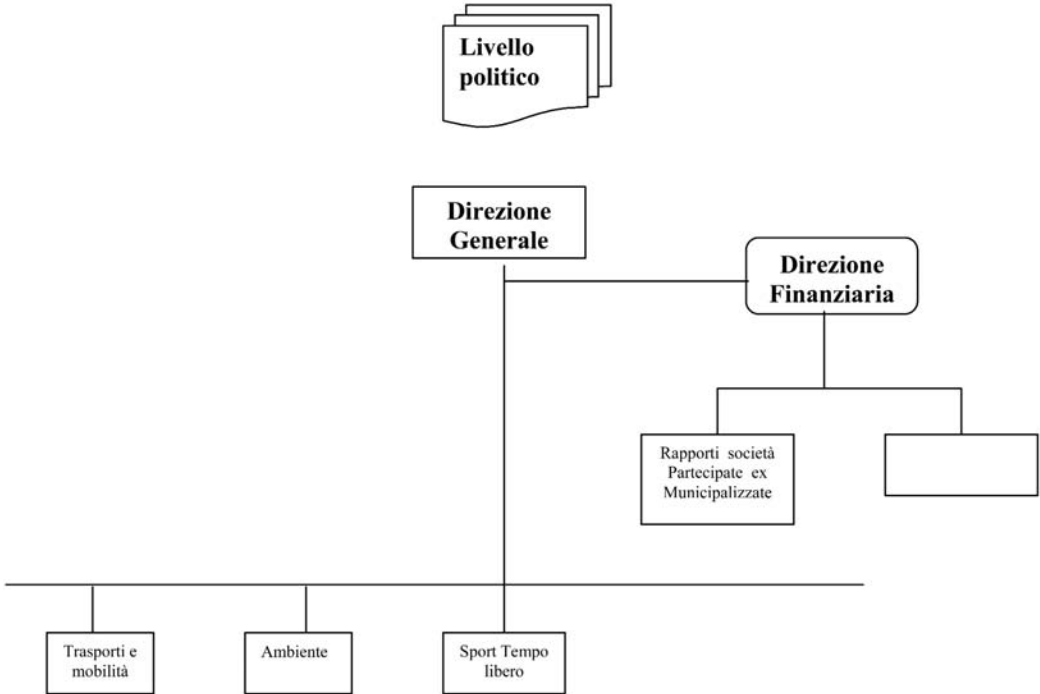 Livello
politico
Direzione
Generale
Direzione
Finanziaria
Rapporti società
Partecipate ex
Municipalizzate
Trasporti e
mobilità
Ambiente
Sport Tempo
libero